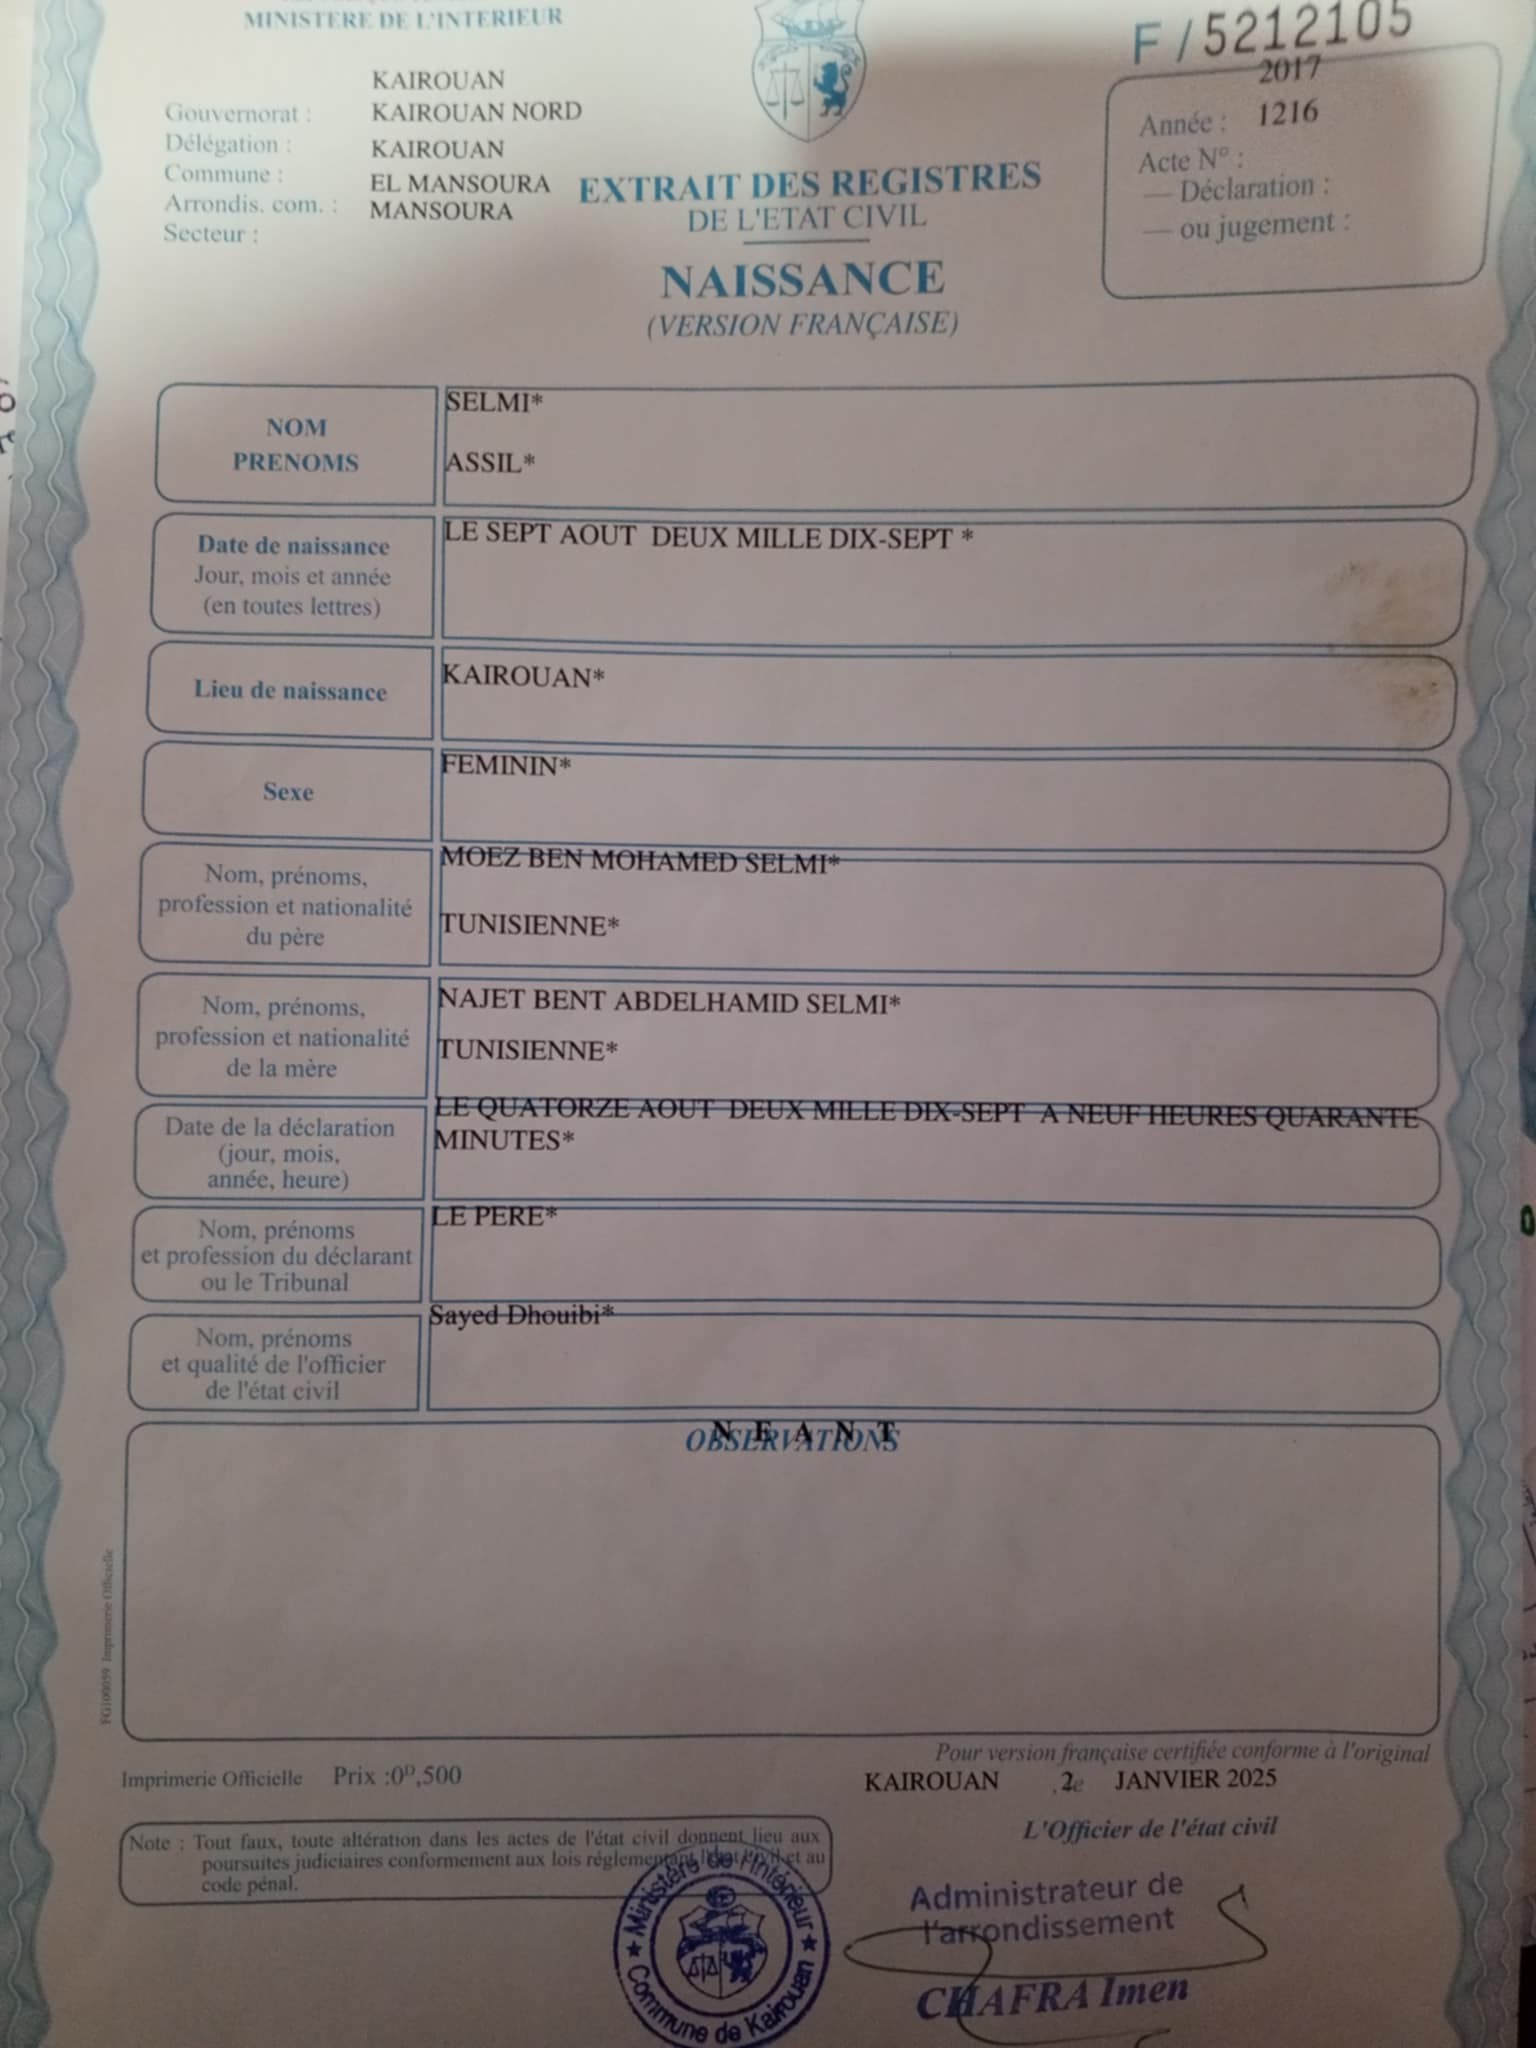 MINISTERE DE L'INTERIEUR
F / 5212105
KAIROUAN
Gouvernorat : KAIROUAN NORD
Délégation : KAIROUAN
Commune : EL MANSOURA
Arrondis. com. : MANSOURA
Secteur :
2017
Année : 1216
Acte N° :
— Déclaration :
— ou jugement :
EXTRAIT DES REGISTRES
DE L'ETAT CIVIL
NAISSANCE
(VERSION FRANÇAISE)
NOM
PRENOMS
SELMI*
ASSIL*
Date de naissance
Jour, mois et année
(en toutes lettres)
LE SEPT AOUT DEUX MILLE DIX-SEPT *
Lieu de naissance
KAIROUAN*
Sexe
FEMININ*
Nom, prénoms,
profession et nationalité
du père
MOEZ BEN MOHAMED SELMI*
TUNISIENNE*
Nom, prénoms,
profession et nationalité
de la mère
NAJET BENT ABDELHAMID SELMI*
TUNISIENNE*
Date de la déclaration
(jour, mois,
année, heure)
LE QUATORZE AOUT DEUX MILLE DIX-SEPT A NEUF HEURES QUARANTE
MINUTES*
Nom, prénoms
et profession du déclarant
ou le Tribunal
LE PERE*
Nom, prénoms
et qualité de l'officier
de l'état civil
Sayed Dhouibi*
N E A N T
OBSERVATIONS
FG100059 Imprimerie Officielle
Pour version française certifiée conforme à l'original
Imprimerie Officielle Prix :0ᴰ,500
KAIROUAN ,2e JANVIER 2025
L'Officier de l'état civil
Note : Tout faux, toute altération dans les actes de l'état civil donnent lieu aux
poursuites judiciaires conformement aux lois réglementant l'état civil et au
code pénal.
Ministère de l'Intérieur
Commune de Kairouan
Administrateur de
l'arrondissement
CHAFRA Imen